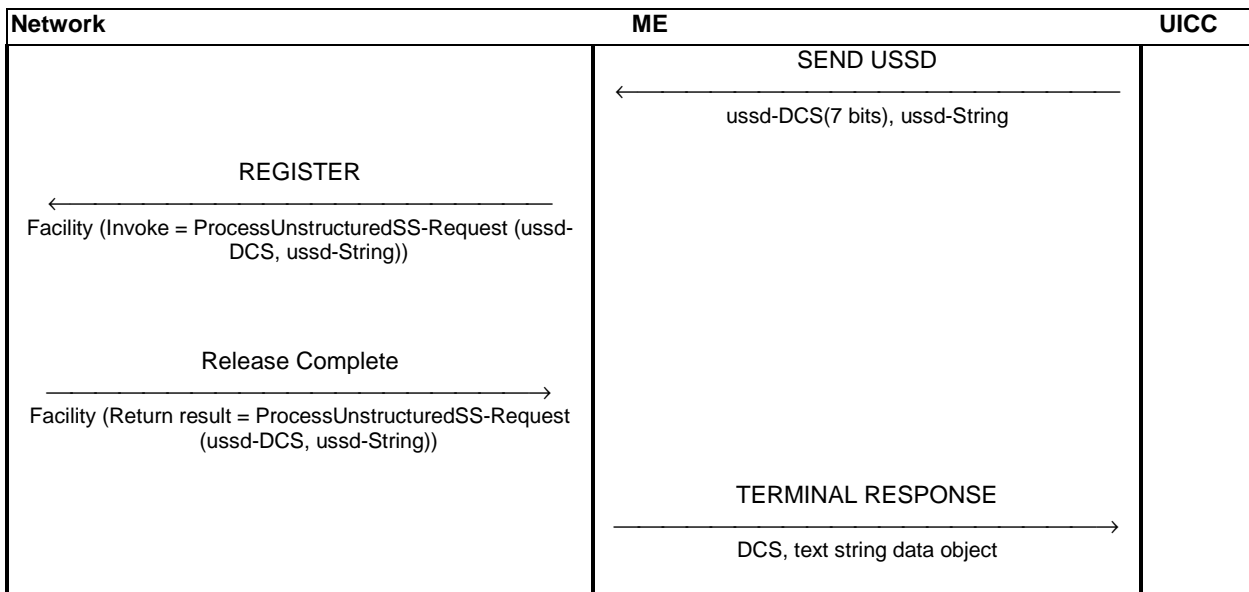 Network ME UICC
SEND USSD
ussd-DCS(7 bits), ussd-String
REGISTER
Facility (Invoke = ProcessUnstructuredSS-Request (ussd-
DCS, ussd-String))
Release Complete
Facility (Return result = ProcessUnstructuredSS-Request
(ussd-DCS, ussd-String))
TERMINAL RESPONSE
DCS, text string data object